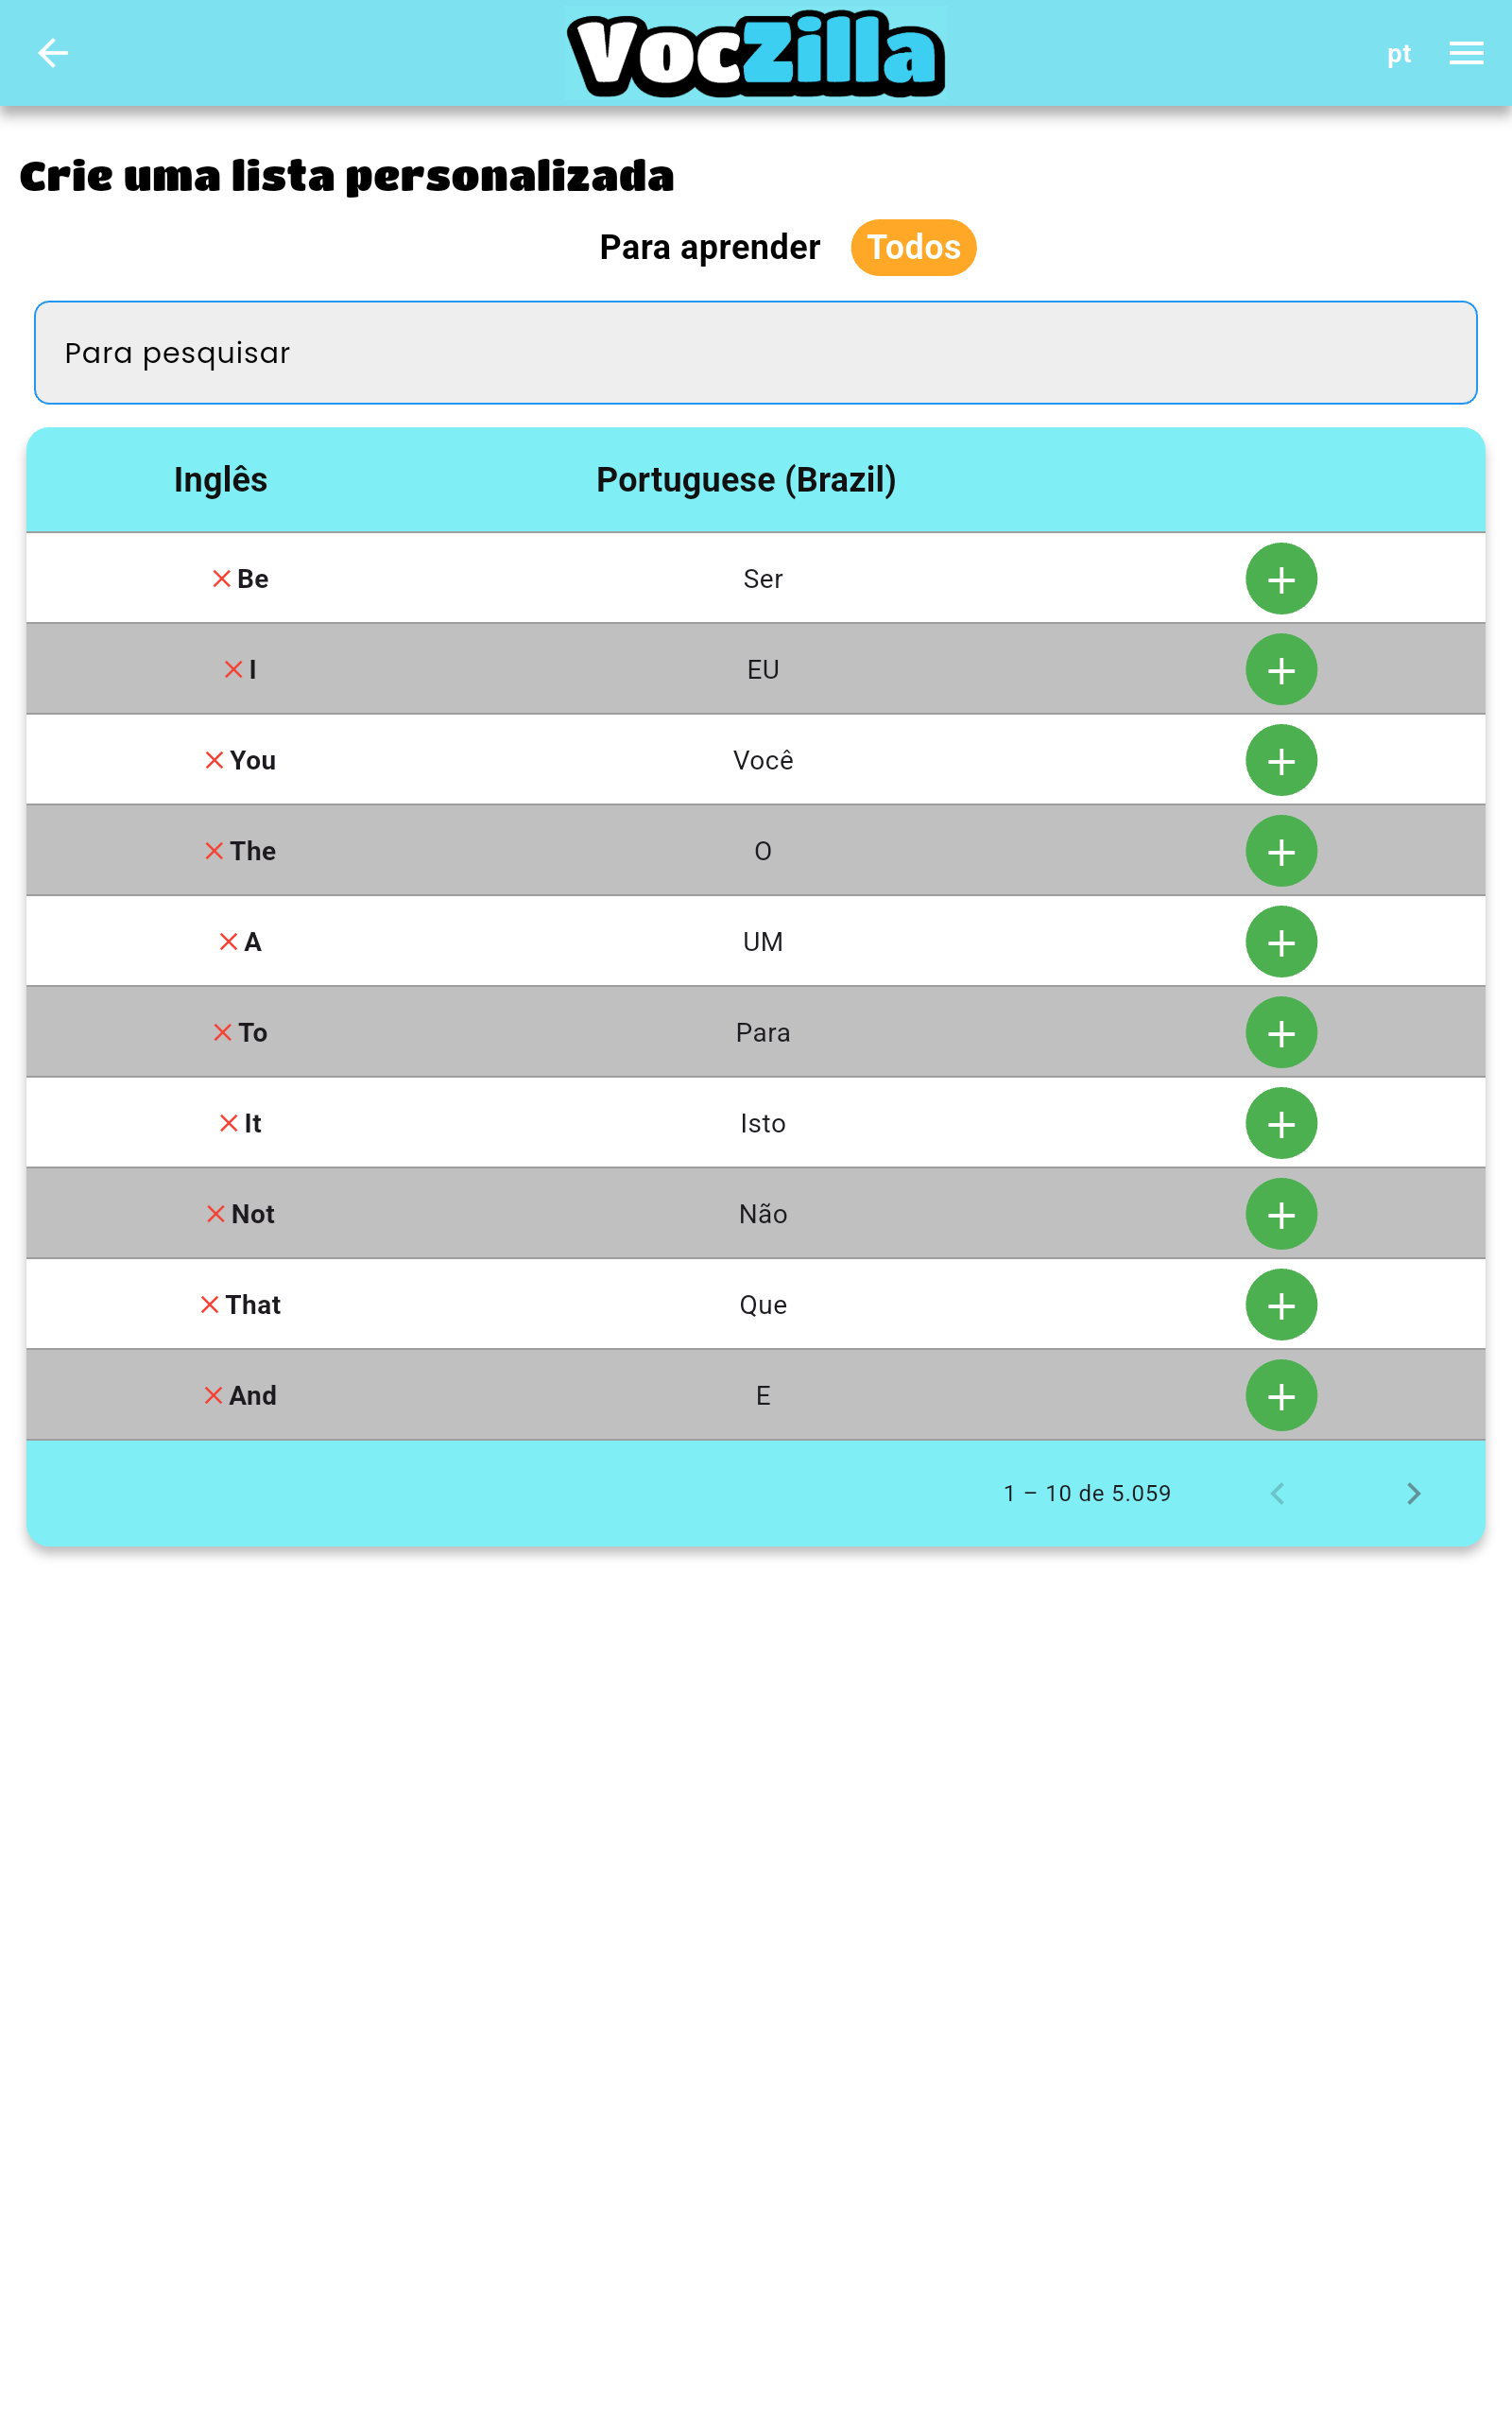 VocZilla
pt
Crie uma lista personalizada
Para aprender Todos
Para pesquisar
Inglês Portuguese (Brazil)
Be Ser
I EU
You Você
The O
A UM
To Para
It Isto
Not Não
That Que
And E
1 – 10 de 5.059